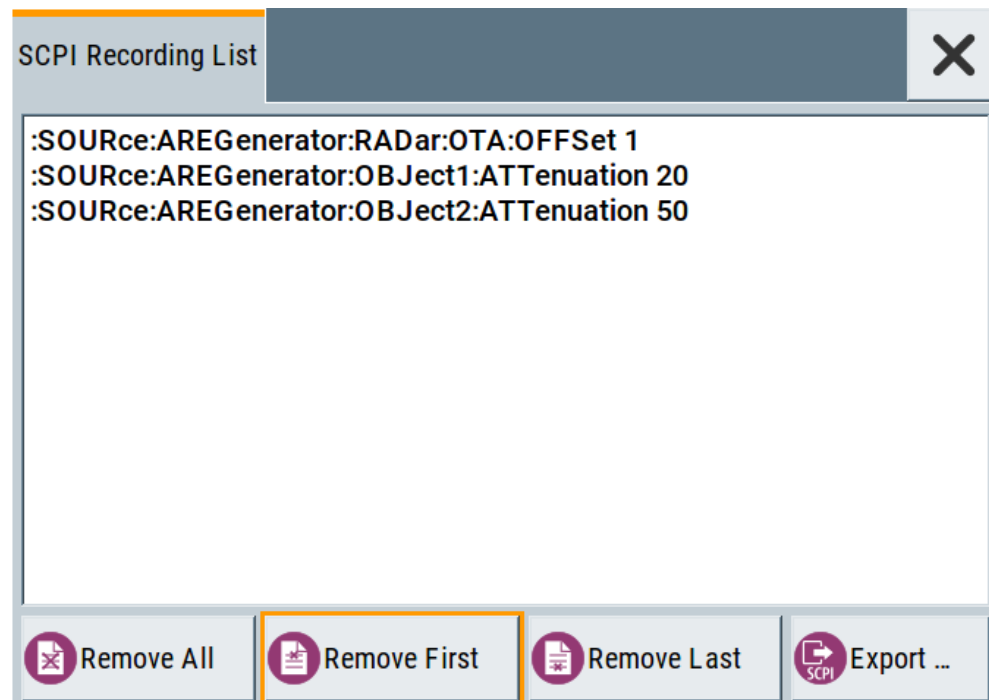 SCPI Recording List
:SOURce:AREGenerator:RADar:OTA:OFFSet 1
:SOURce:AREGenerator:OBJect1:ATTenuation 20
:SOURce:AREGenerator:OBJect2:ATTenuation 50
Remove All
Remove First
Remove Last
SCPI
Export ...